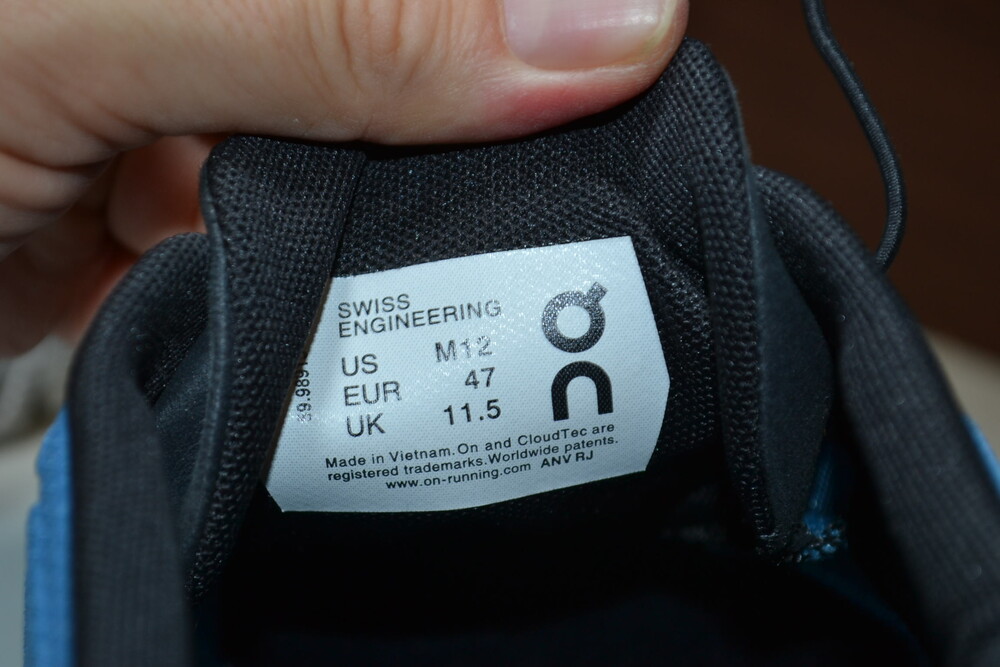 SWISS
ENGINEERING
US M12
EUR 47
UK 11.5
Made in Vietnam.On and CloudTec are
registered trademarks.Worldwide patents.
www.on-running.com ANV RJ
On